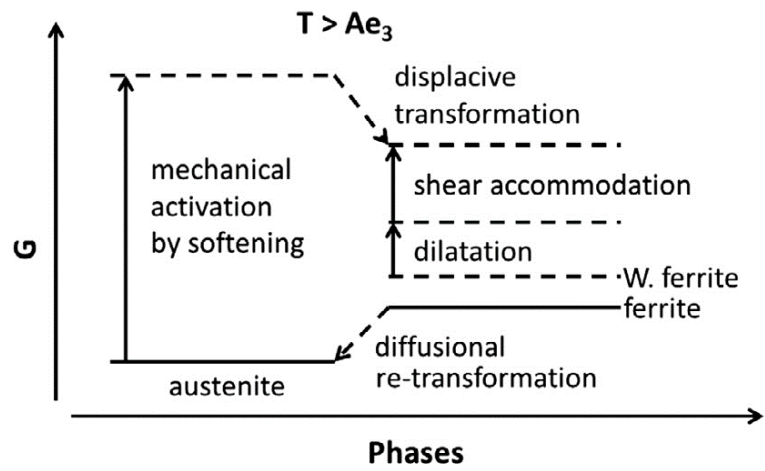 T > Ae₃
displacive
transformation
mechanical
activation
by softening
shear accommodation
dilatation
W. ferrite
ferrite
diffusional
re-transformation
austenite
G
Phases